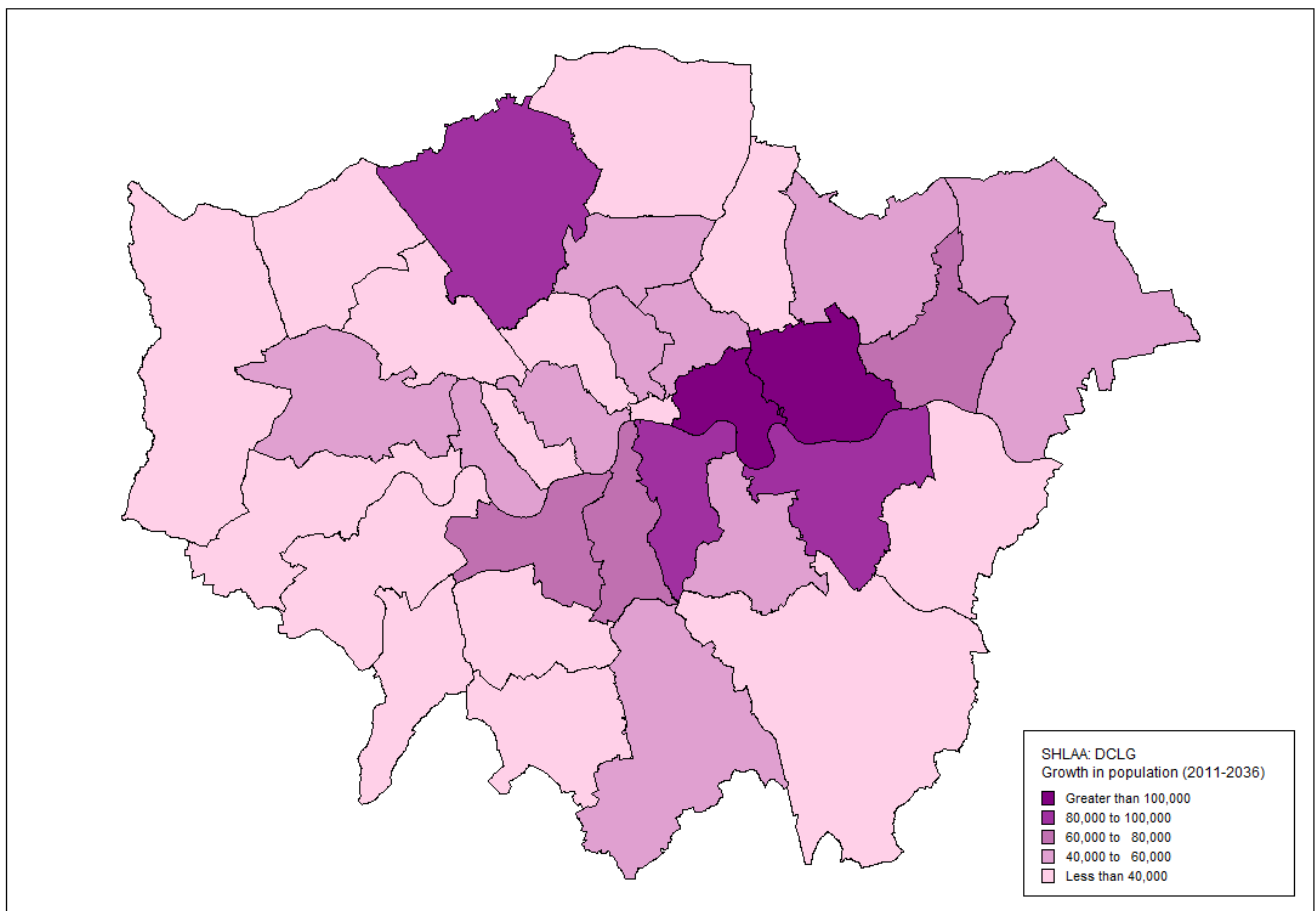 SHLAA: DCLG
Growth in population (2011-2036)
Greater than 100,000
80,000 to 100,000
60,000 to 80,000
40,000 to 60,000
Less than 40,000